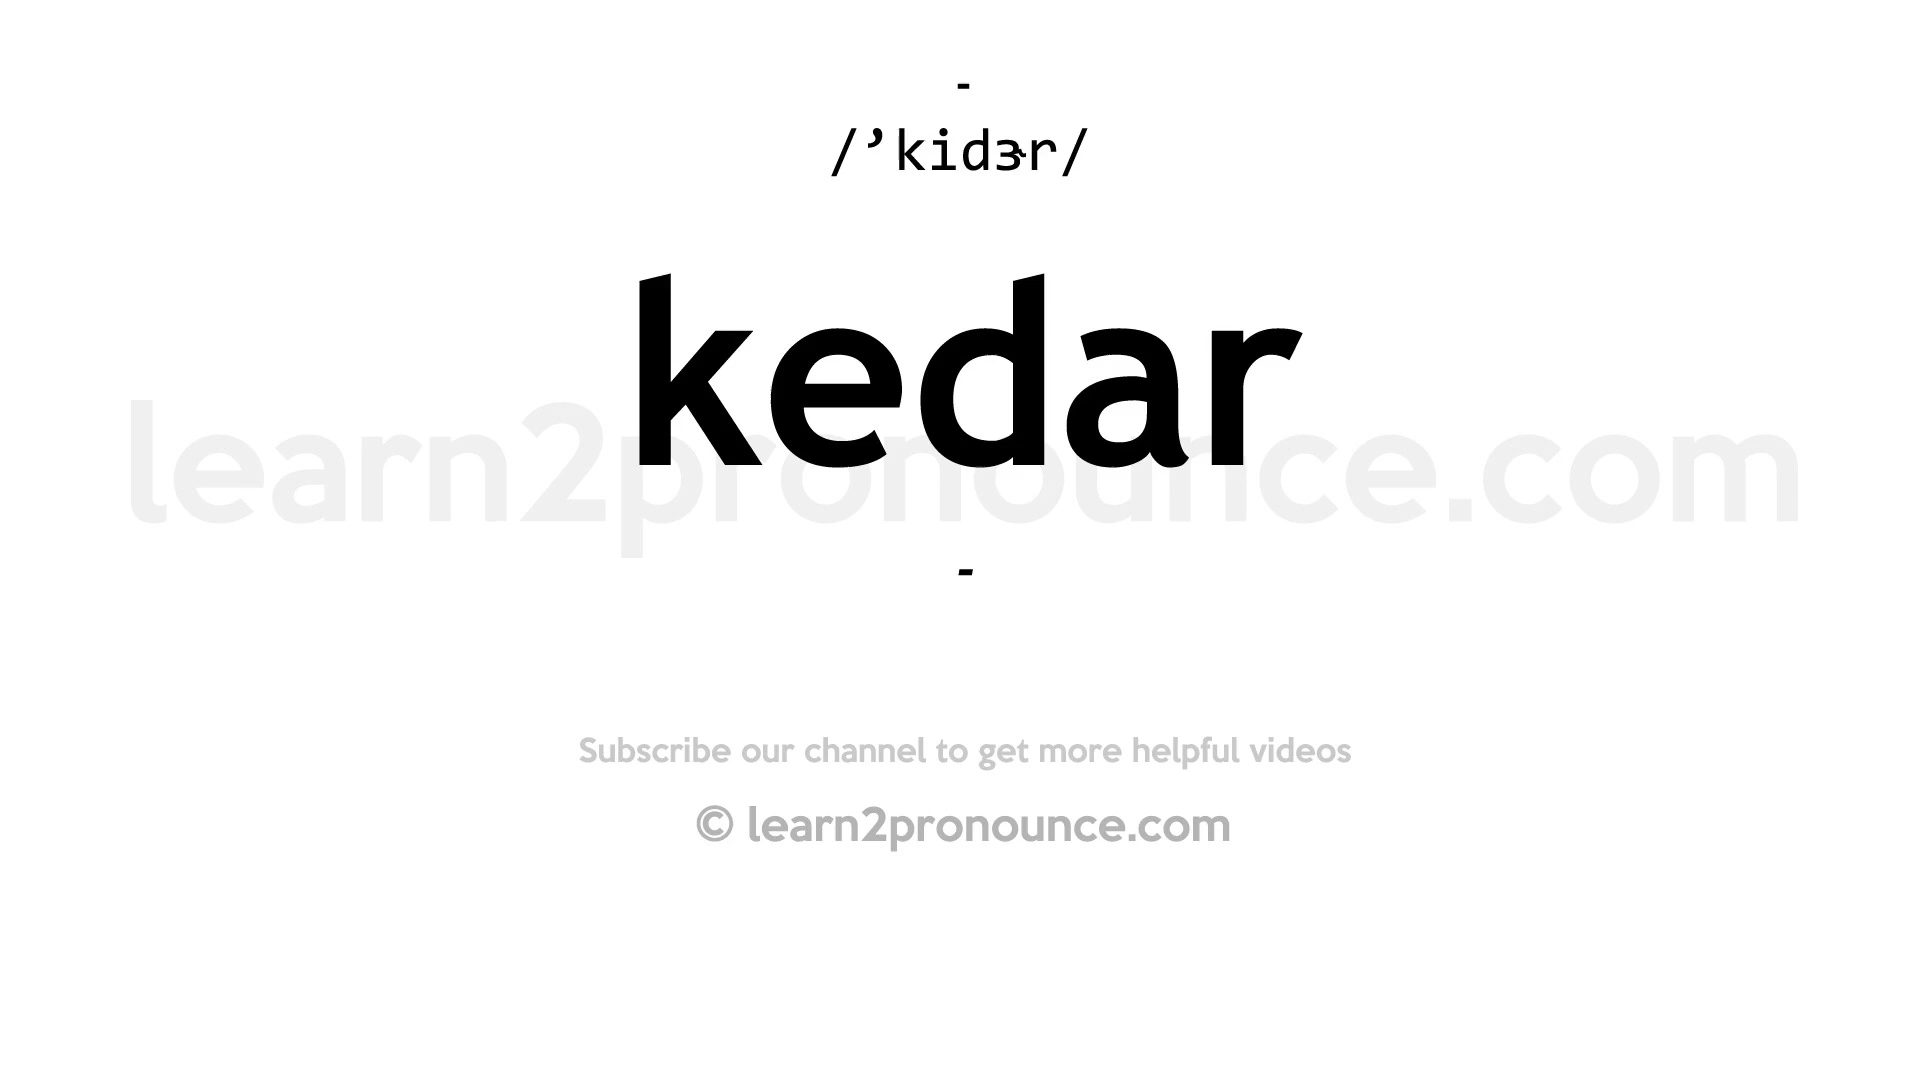 -
/’kidɝr/
kedar
learn2pronounce.com
-
Subscribe our channel to get more helpful videos
© learn2pronounce.com